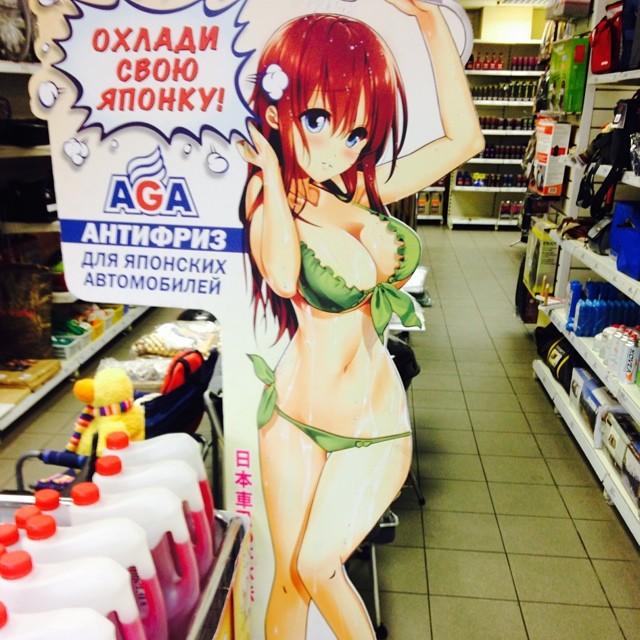 ОХЛАДИ
СВОЮ
ЯПОНКУ!
AGA
АНТИФРИЗ
ДЛЯ ЯПОНСКИХ
АВТОМОБИЛЕЙ
日本車